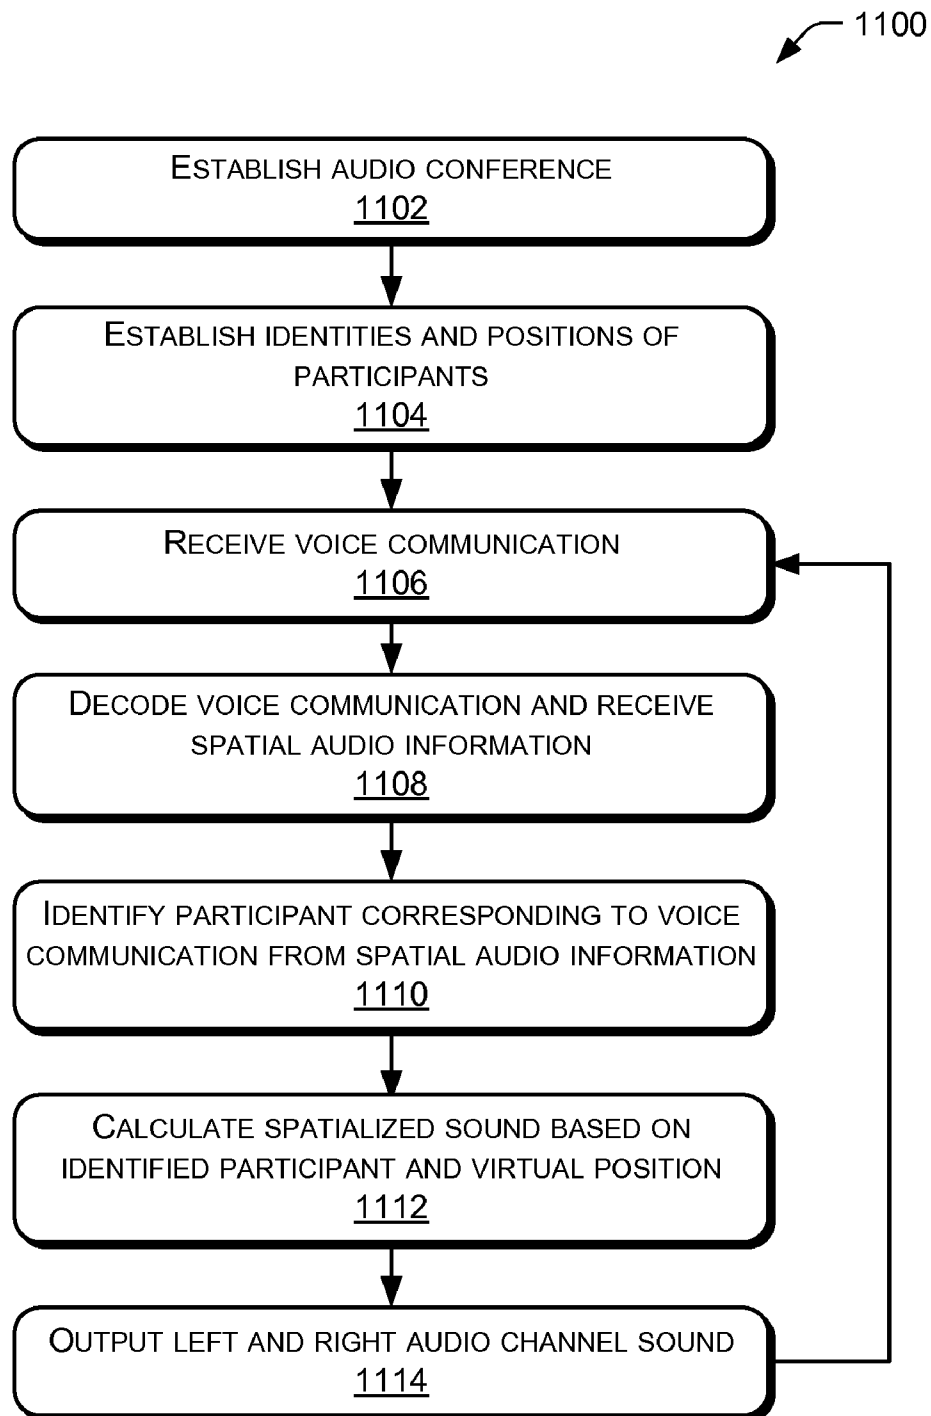 1100
ESTABLISH AUDIO CONFERENCE
1102
ESTABLISH IDENTITIES AND POSITIONS OF
PARTICIPANTS
1104
RECEIVE VOICE COMMUNICATION
1106
DECODE VOICE COMMUNICATION AND RECEIVE
SPATIAL AUDIO INFORMATION
1108
IDENTIFY PARTICIPANT CORRESPONDING TO VOICE
COMMUNICATION FROM SPATIAL AUDIO INFORMATION
1110
CALCULATE SPATIALIZED SOUND BASED ON
IDENTIFIED PARTICIPANT AND VIRTUAL POSITION
1112
OUTPUT LEFT AND RIGHT AUDIO CHANNEL SOUND
1114